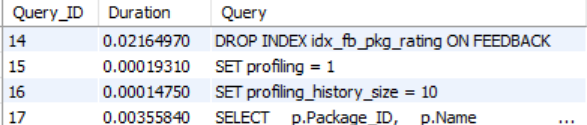 Query_ID Duration Query
14 0.02164970 DROP INDEX idx_fb_pkg_rating ON FEEDBACK
15 0.00019310 SET profiling = 1
16 0.00014750 SET profiling_history_size = 10
17 0.00355840 SELECT p.Package_ID, p.Name ...